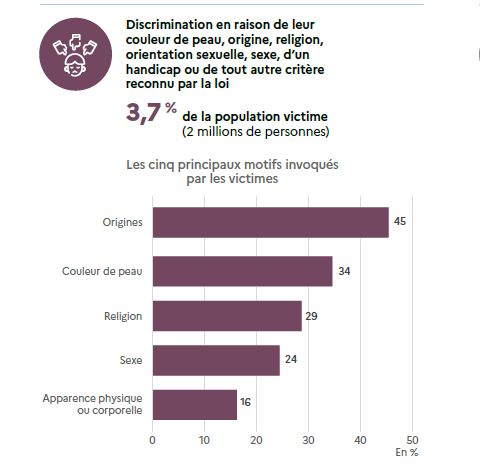 Discrimination en raison de leur
couleur de peau, origine, religion,
orientation sexuelle, sexe, d'un
handicap ou de tout autre critère
reconnu par la loi
3,7 % de la population victime
(2 millions de personnes)
Les cinq principaux motifs invoqués
par les victimes
Origines 45
Couleur de peau 34
Religion 29
Sexe 24
Apparence physique
ou corporelle 16
0 10 20 30 40 50
En %